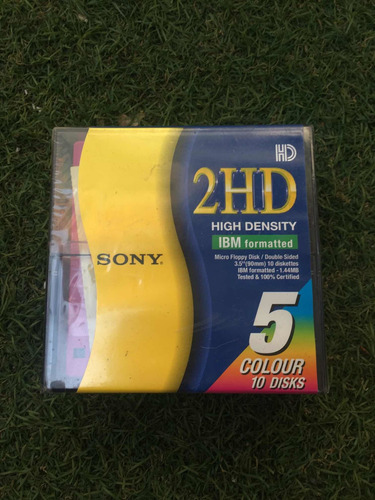 HD
2HD
HIGH DENSITY
IBM formatted
Micro Floppy Disk / Double Sided
3.5"(90mm) 10 diskettes
IBM formatted - 1.44MB
Tested & 100% Certified
SONY
5
COLOUR
10 DISKS